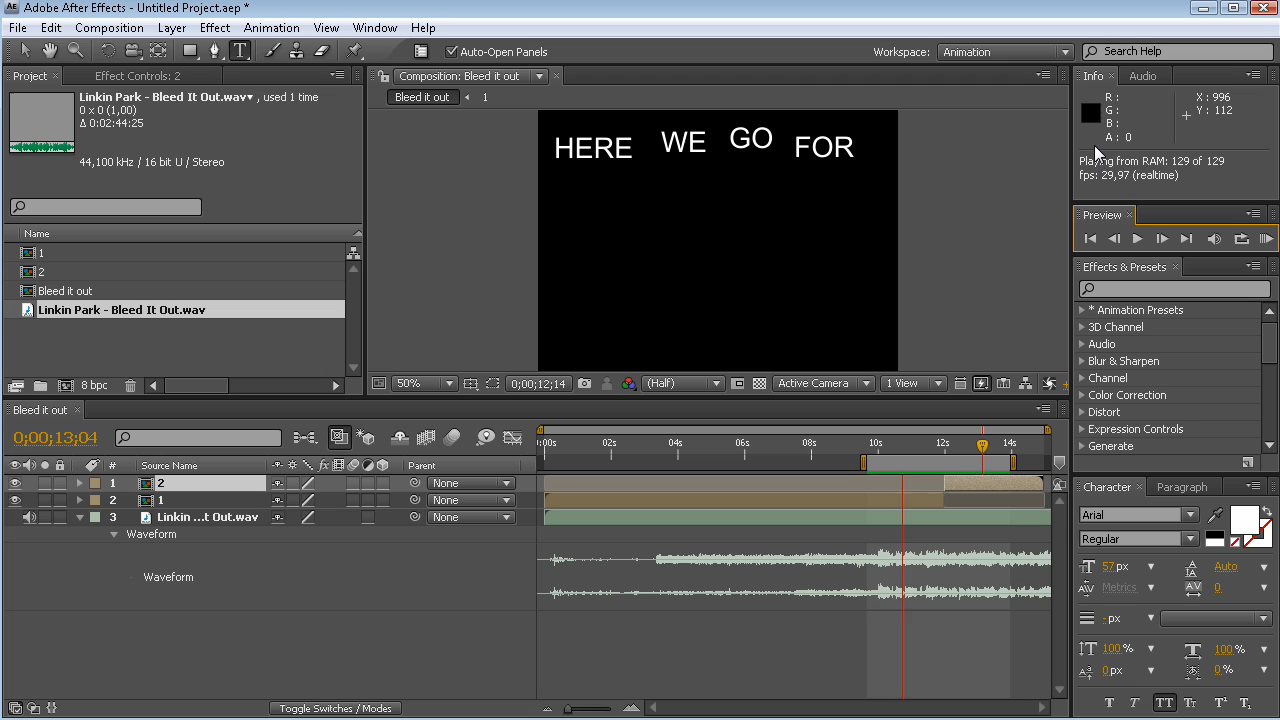 Adobe After Effects - Untitled Project.aep *
File Edit Composition Layer Effect Animation View Window Help
Auto-Open Panels
Workspace: Animation
Search Help
Project
Effect Controls: 2
Linkin Park - Bleed It Out.wav , used 1 time
0 x 0 (1,00)
Δ 0:02:44:25
44,100 kHz / 16 bit U / Stereo
Name
1
2
Bleed it out
Linkin Park - Bleed It Out.wav
8 bpc
Composition: Bleed it out
Bleed it out
1
HERE WE GO FOR
50%
0;00;12;14
(Half)
Active Camera
1 View
Info
Audio
R :
G :
B :
A : 0
X : 996
Y : 112
Playing from RAM: 129 of 129
fps: 29,97 (realtime)
Preview
Effects & Presets
* Animation Presets
3D Channel
Audio
Blur & Sharpen
Channel
Color Correction
Distort
Expression Controls
Generate
Bleed it out
0;00;13;04
:00s 02s 04s 06s 08s 10s 12s 14s
# Source Name Parent
1 2 None
2 1 None
3 Linkin ...t Out.wav None
Waveform
Waveform
Toggle Switches / Modes
Character
Paragraph
Arial
Regular
57 px
Auto
Metrics
0
- px
100 %
100 %
0 px
0 %
T T TT Tt T¹ T₁